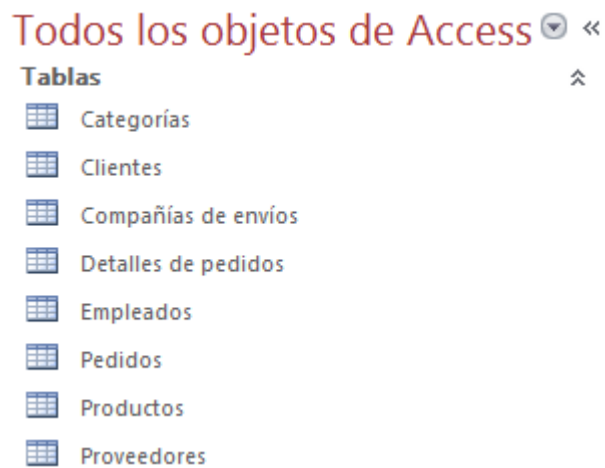 Todos los objetos de Access
Tablas
Categorías
Clientes
Compañías de envíos
Detalles de pedidos
Empleados
Pedidos
Productos
Proveedores